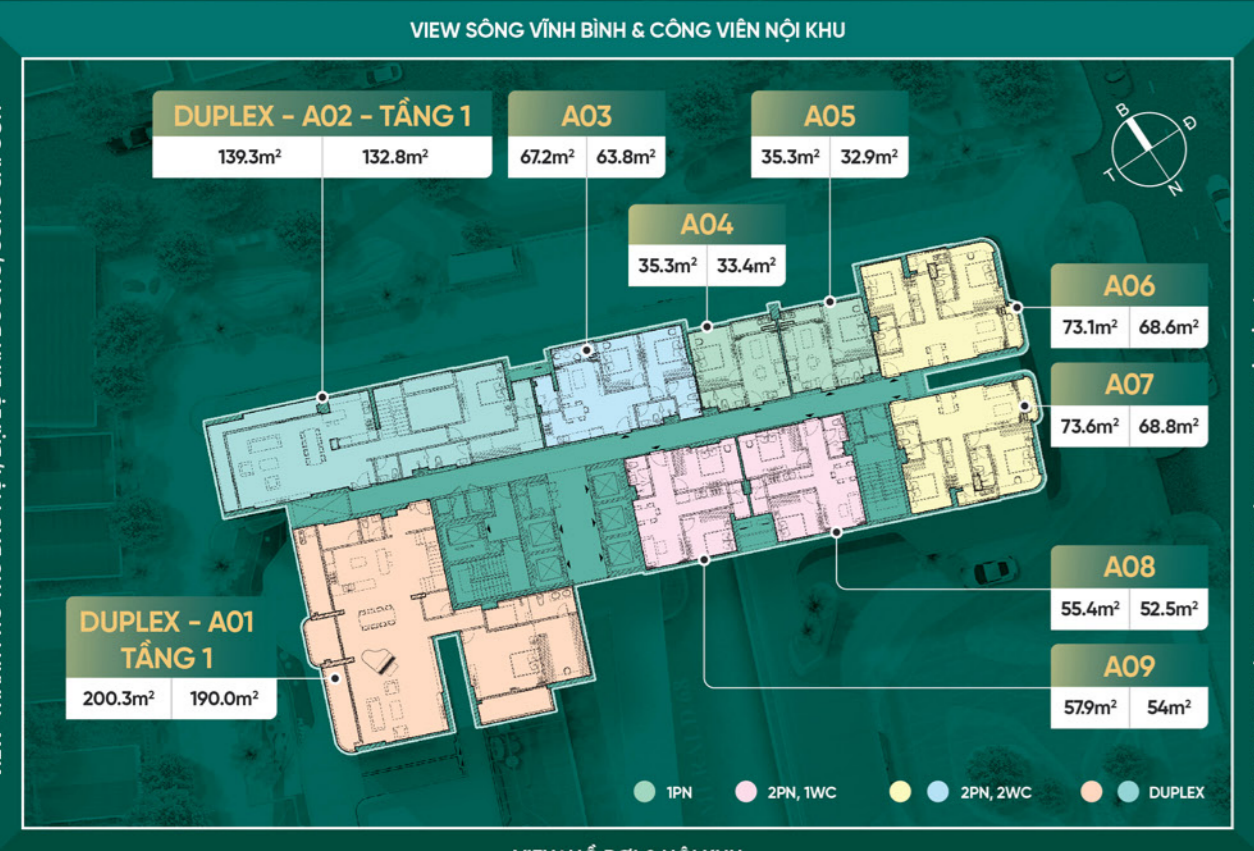 VIEW SÔNG VĨNH BÌNH & CÔNG VIÊN NỘI KHU
DUPLEX - A02 - TẦNG 1
139.3m² 132.8m²
A03
67.2m² 63.8m²
A05
35.3m² 32.9m²
B
Đ
T
N
A04
35.3m² 33.4m²
A06
73.1m² 68.6m²
A07
73.6m² 68.8m²
A08
55.4m² 52.5m²
A09
57.9m² 54m²
DUPLEX - A01
TẦNG 1
200.3m² 190.0m²
1PN
2PN, 1WC
2PN, 2WC
DUPLEX